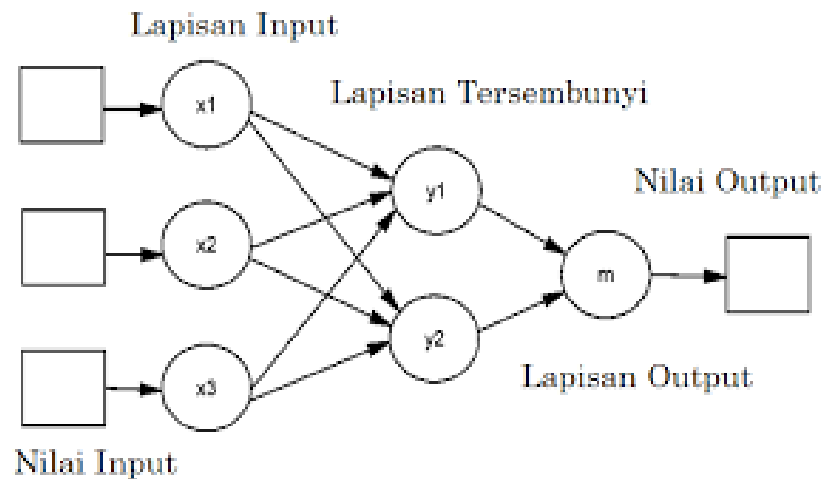 Lapisan Input
Lapisan Tersembunyi
Nilai Output
x1
y1
x2
m
y2
x3
Lapisan Output
Nilai Input